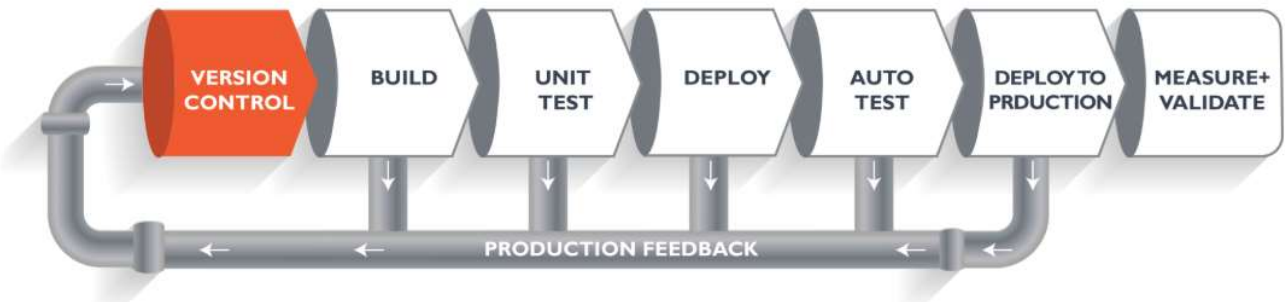 VERSION
CONTROL
BUILD
UNIT
TEST
DEPLOY
AUTO
TEST
DEPLOY TO
PRDUCTION
MEASURE+
VALIDATE
PRODUCTION FEEDBACK